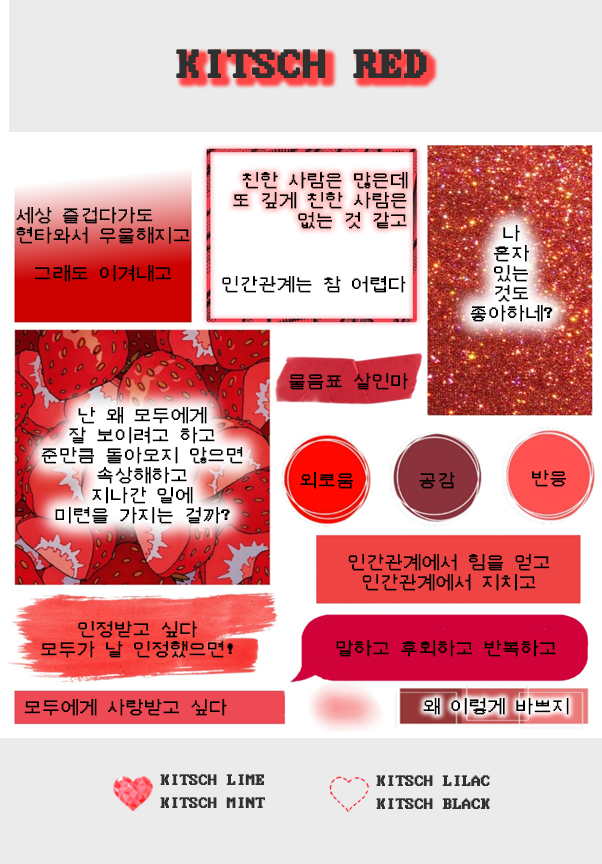 KITSCH RED
세상 즐겁다가도
현타와서 우울해지고
그래도 이겨내고
친한 사람은 많은데
또 깊게 친한 사람은
없는 것 같고
인간관계는 참 어렵다
나
혼자
있는
것도
좋아하네?
난 왜 모두에게
잘 보이려고 하고
준만큼 돌아오지 않으면
속상해하고
지나간 일에
미련을 가지는 걸까?
물음표 살인마
외로움
공감
반응
인간관계에서 힘을 얻고
인간관계에서 지치고
인정받고 싶다
모두가 날 인정했으면!
말하고 후회하고 반복하고
모두에게 사랑받고 싶다
왜 이렇게 바쁘지
KITSCH LIME
KITSCH MINT
KITSCH LILAC
KITSCH BLACK